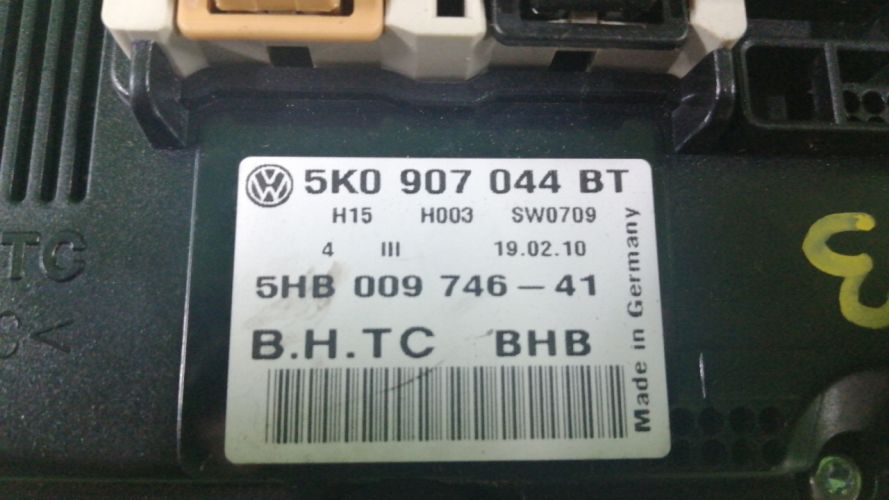 5K0 907 044 BT
H15 H003 SW0709
4 III 19.02.10
5HB 009 746-41
B.H.TC BHB
Made in Germany
TC